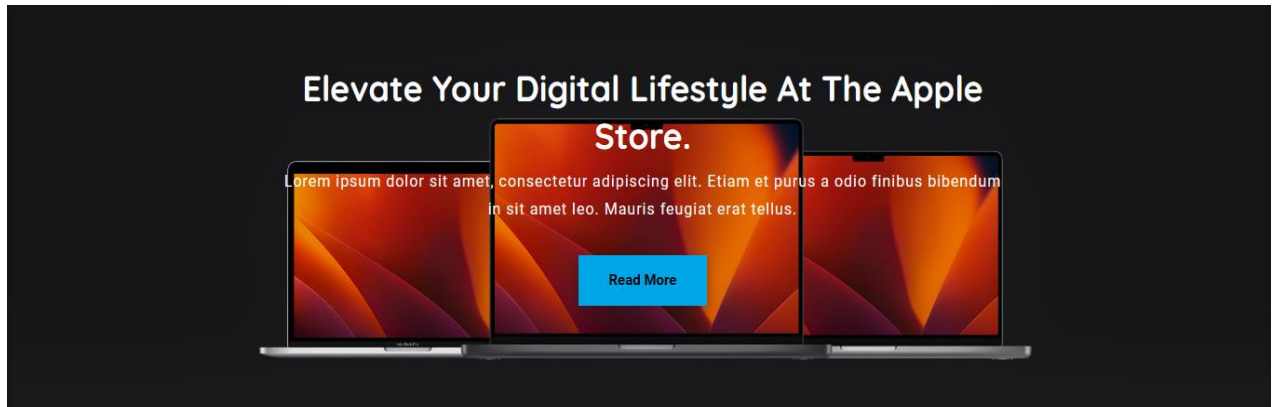 Elevate Your Digital Lifestyle At The Apple
Store.
Lorem ipsum dolor sit amet, consectetur adipiscing elit. Etiam et purus a odio finibus bibendum
in sit amet leo. Mauris feugiat erat tellus.
Read More